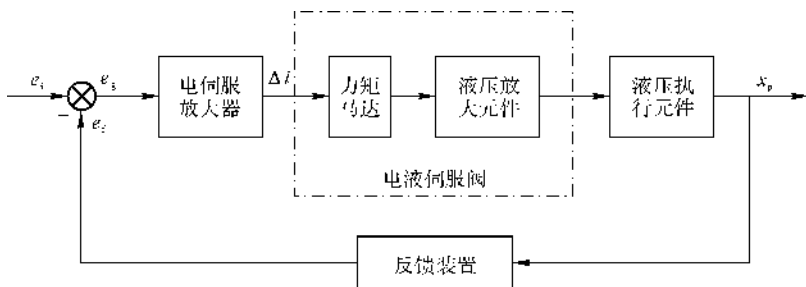 e_i
e_g
−
e_f
电伺服
放大器
Δi
力矩
马达
液压放
大元件
电液伺服阀
液压执
行元件
x_p
反馈装置